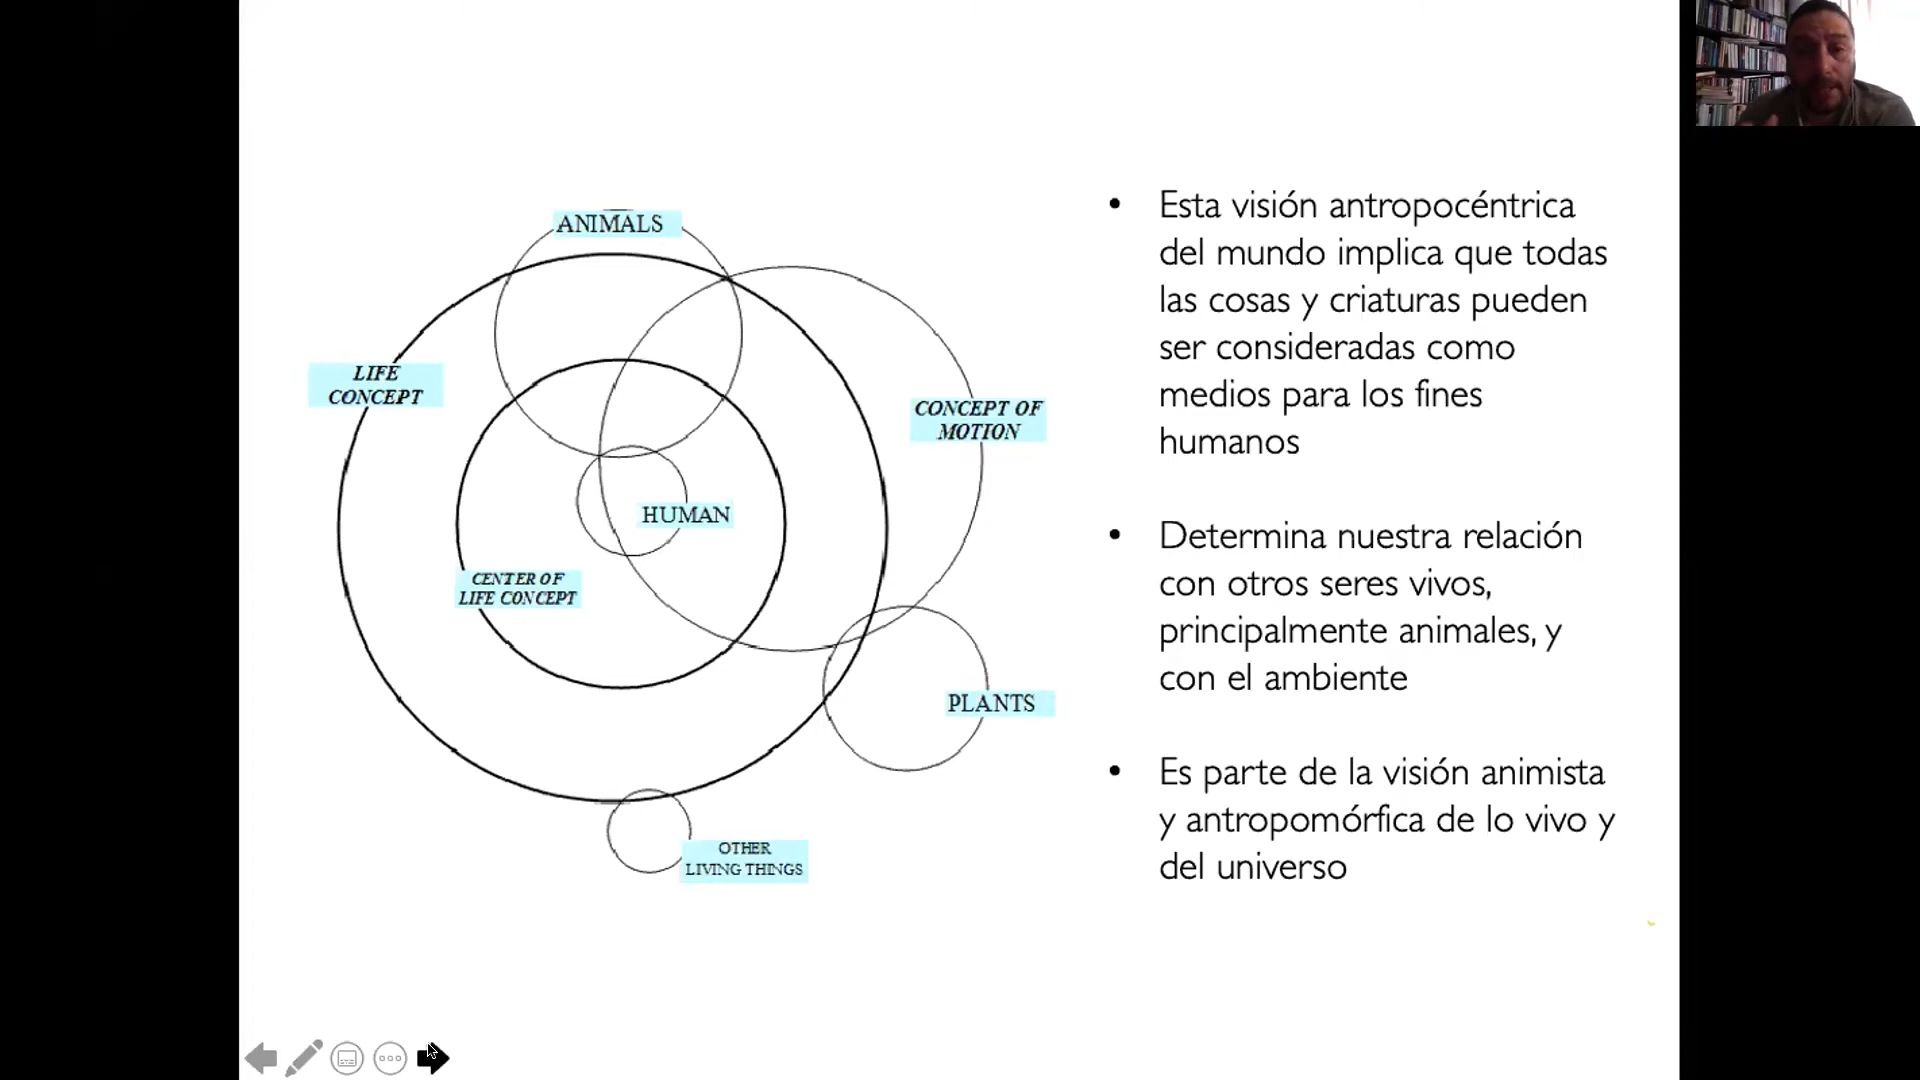 ANIMALS
LIFE
CONCEPT
CONCEPT OF
MOTION
HUMAN
CENTER OF
LIFE CONCEPT
PLANTS
OTHER
LIVING THINGS
• Esta visión antropocéntrica
del mundo implica que todas
las cosas y criaturas pueden
ser consideradas como
medios para los fines
humanos
• Determina nuestra relación
con otros seres vivos,
principalmente animales, y
con el ambiente
• Es parte de la visión animista
y antropomórfica de lo vivo y
del universo